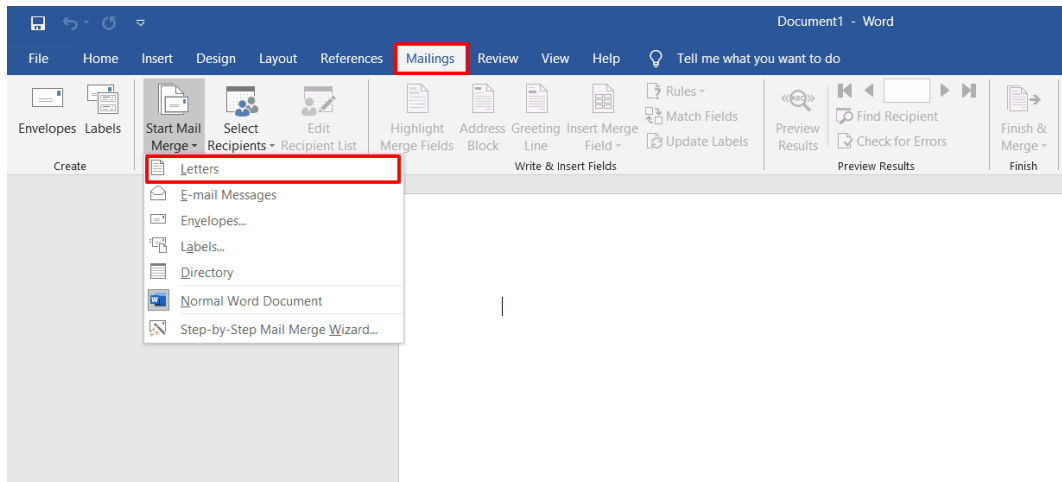 Document1 - Word
File Home Insert Design Layout References Mailings Review View Help Tell me what you want to do
Envelopes Labels
Create
Start Mail Merge
Select Recipients
Edit Recipient List
Highlight Merge Fields
Address Block
Greeting Line
Insert Merge Field
Rules
Match Fields
Update Labels
Write & Insert Fields
ABC
Preview Results
Find Recipient
Check for Errors
Preview Results
Finish & Merge
Finish
Letters
E-mail Messages
Envelopes...
Labels...
Directory
Normal Word Document
Step-by-Step Mail Merge Wizard...